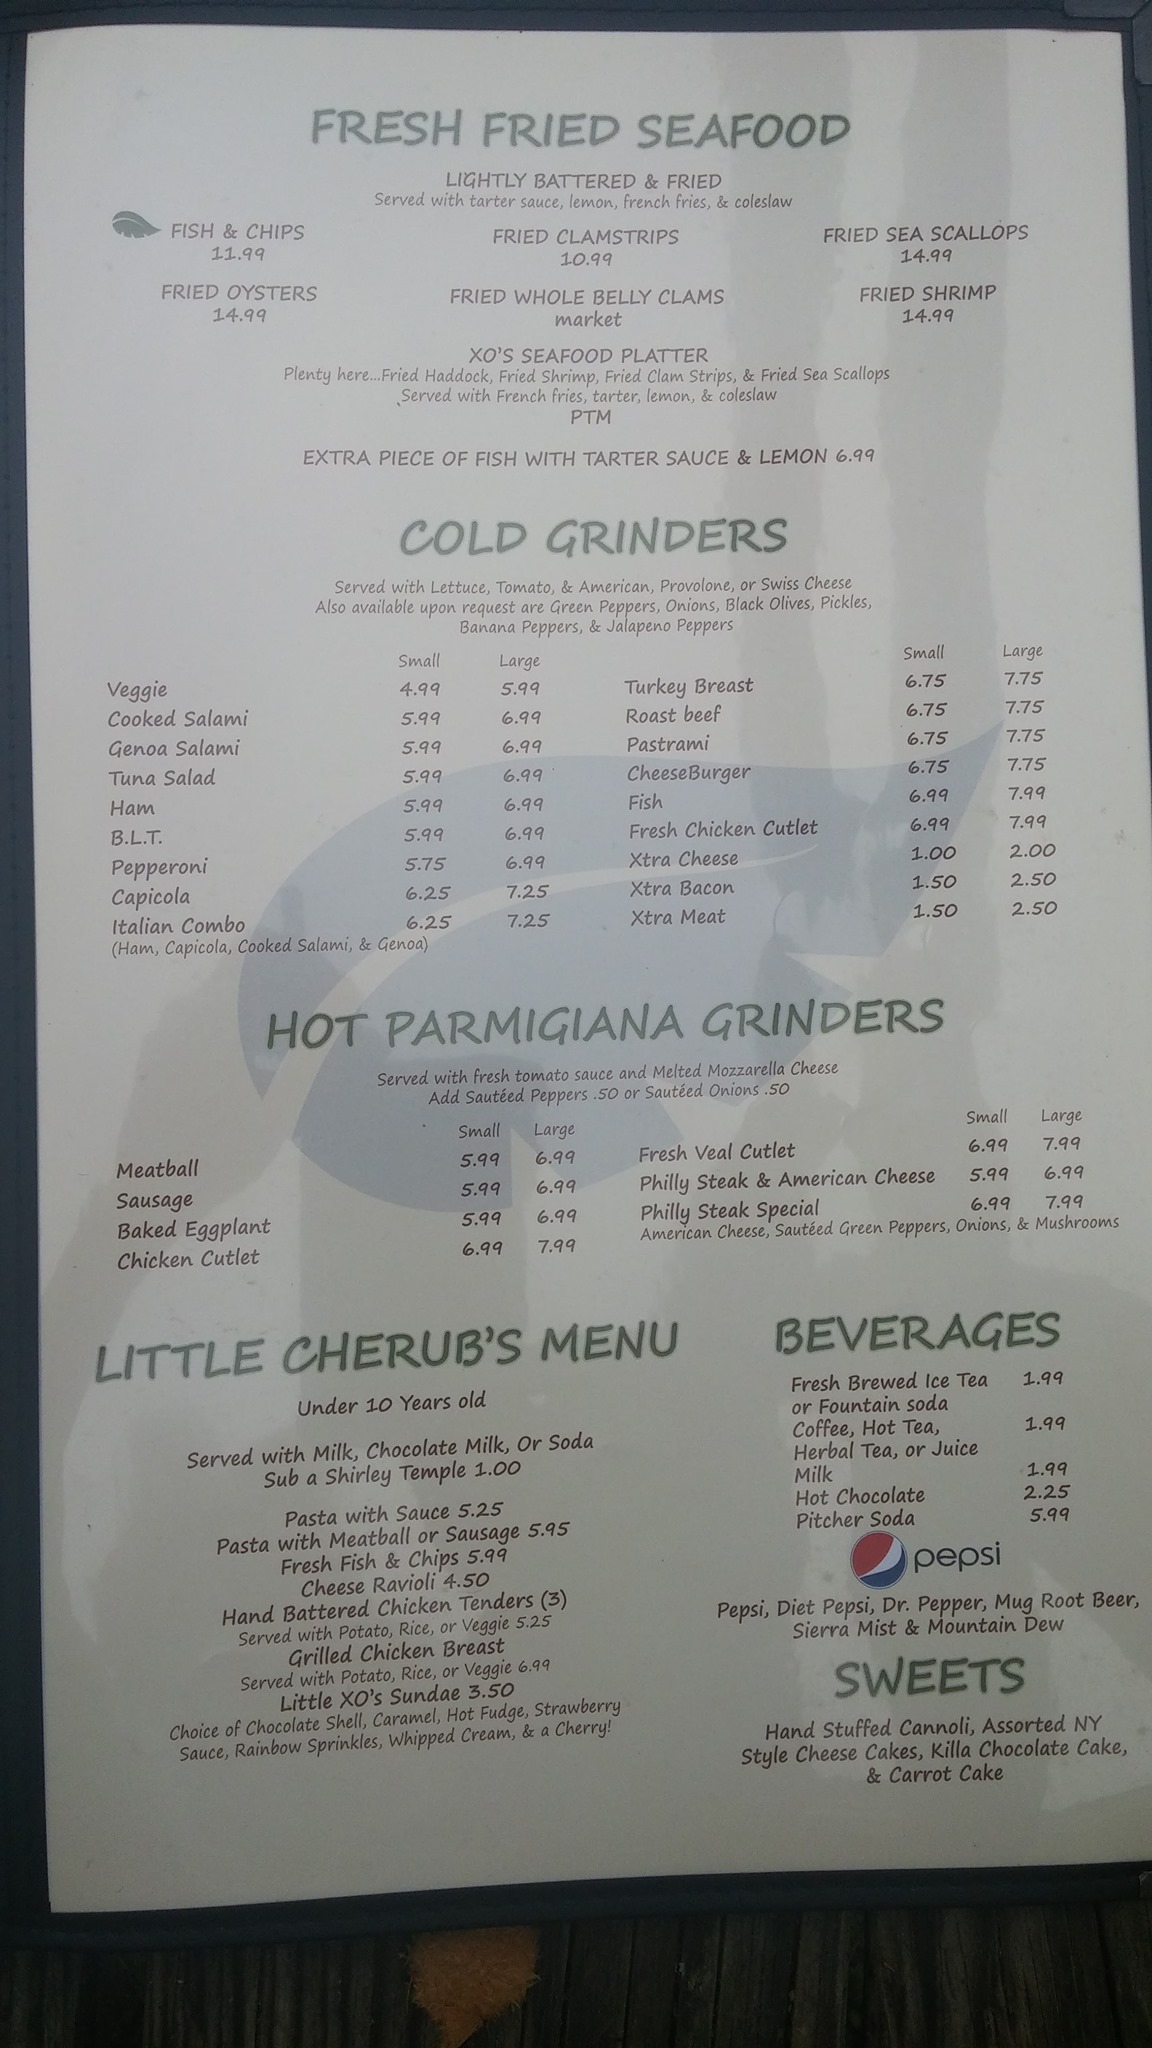 FRESH FRIED SEAFOOD
LIGHTLY BATTERED & FRIED
Served with tarter sauce, lemon, french fries, & coleslaw
FISH & CHIPS
11.99
FRIED CLAMSTRIPS
10.99
FRIED SEA SCALLOPS
14.99
FRIED OYSTERS
14.99
FRIED WHOLE BELLY CLAMS
market
FRIED SHRIMP
14.99
XO'S SEAFOOD PLATTER
Plenty here...Fried Haddock, Fried Shrimp, Fried Clam Strips, & Fried Sea Scallops
Served with French fries, tarter, lemon, & coleslaw
PTM
EXTRA PIECE OF FISH WITH TARTER SAUCE & LEMON 6.99
COLD GRINDERS
Served with Lettuce, Tomato, & American, Provolone, or Swiss Cheese
Also available upon request are Green Peppers, Onions, Black Olives, Pickles,
Banana Peppers, & Jalapeno Peppers
Small Large
Veggie 4.99 5.99
Cooked Salami 5.99 6.99
Genoa Salami 5.99 6.99
Tuna Salad 5.99 6.99
Ham 5.99 6.99
B.L.T. 5.99 6.99
Pepperoni 5.75 6.99
Capicola 6.25 7.25
Italian Combo 6.25 7.25
(Ham, Capicola, Cooked Salami, & Genoa)
Small Large
Turkey Breast 6.75 7.75
Roast beef 6.75 7.75
Pastrami 6.75 7.75
CheeseBurger 6.75 7.75
Fish 6.99 7.99
Fresh Chicken Cutlet 6.99 7.99
Xtra Cheese 1.00 2.00
Xtra Bacon 1.50 2.50
Xtra Meat 1.50 2.50
HOT PARMIGIANA GRINDERS
Served with fresh tomato sauce and Melted Mozzarella Cheese
Add Sautéed Peppers .50 or Sautéed Onions .50
Small Large
Meatball 5.99 6.99
Sausage 5.99 6.99
Baked Eggplant 5.99 6.99
Chicken Cutlet 6.99 7.99
Small Large
Fresh Veal Cutlet 6.99 7.99
Philly Steak & American Cheese 5.99 6.99
Philly Steak Special 6.99 7.99
American Cheese, Sautéed Green Peppers, Onions, & Mushrooms
LITTLE CHERUB'S MENU
Under 10 Years old
Served with Milk, Chocolate Milk, Or Soda
Sub a Shirley Temple 1.00
Pasta with Sauce 5.25
Pasta with Meatball or Sausage 5.95
Fresh Fish & Chips 5.99
Cheese Ravioli 4.50
Hand Battered Chicken Tenders (3)
Served with Potato, Rice, or Veggie 5.25
Grilled Chicken Breast
Served with Potato, Rice, or Veggie 6.99
Little XO's Sundae 3.50
Choice of Chocolate Shell, Caramel, Hot Fudge, Strawberry
Sauce, Rainbow Sprinkles, Whipped Cream, & a Cherry!
BEVERAGES
Fresh Brewed Ice Tea 1.99
or Fountain soda
Coffee, Hot Tea, 1.99
Herbal Tea, or Juice
Milk 1.99
Hot Chocolate 2.25
Pitcher Soda 5.99
pepsi
Pepsi, Diet Pepsi, Dr. Pepper, Mug Root Beer,
Sierra Mist & Mountain Dew
SWEETS
Hand Stuffed Cannoli, Assorted NY
Style Cheese Cakes, Killa Chocolate Cake,
& Carrot Cake